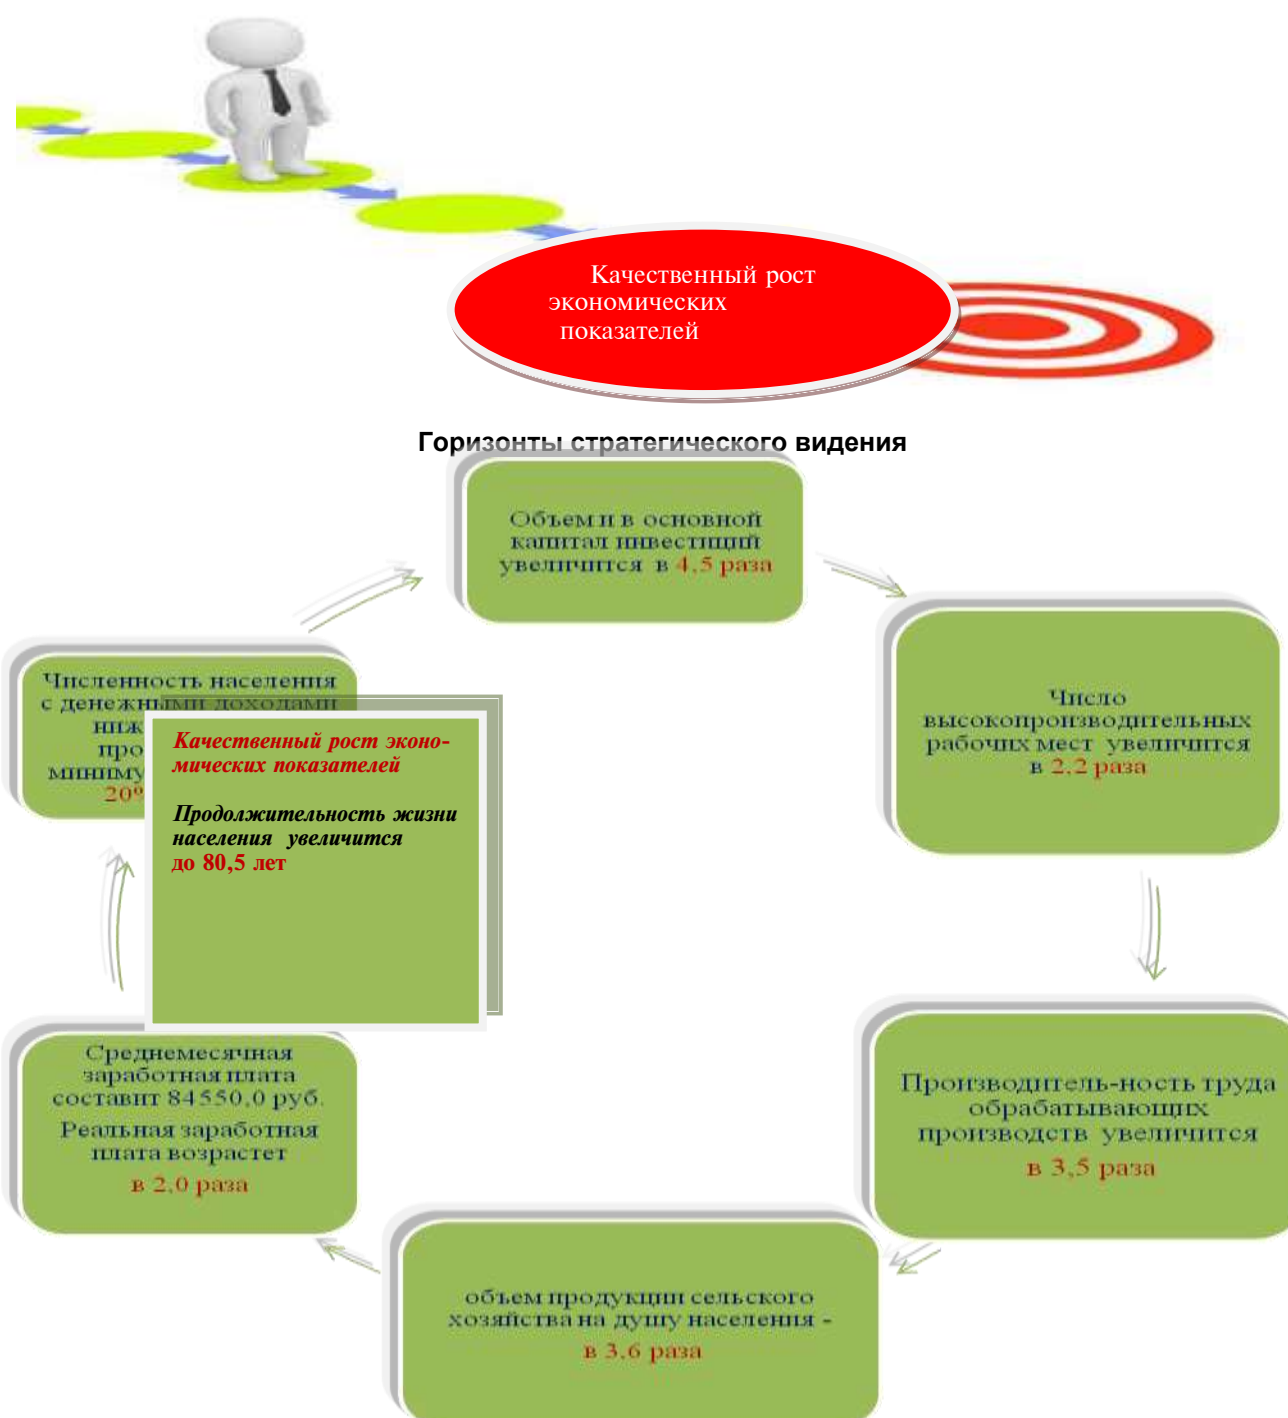 Качественный рост
экономических
показателей
Горизонты стратегического видения
Объем и в основной
капитал инвестиций
увеличится в 4,5 раза
Число
высокопроизводительных
рабочих мест увеличится
в 2,2 раза
Производитель-ность труда
обрабатывающих
производств увеличится
в 3,5 раза
объем продукции сельского
хозяйства на душу населения -
в 3,6 раза
Среднемесячная
заработная плата
составит 84550,0 руб.
Реальная заработная
плата возрастет
в 2,0 раза
Численность населения
с денежными доходами
Качественный рост эконо-
мических показателей
Продолжительность жизни
населения увеличится
до 80,5 лет